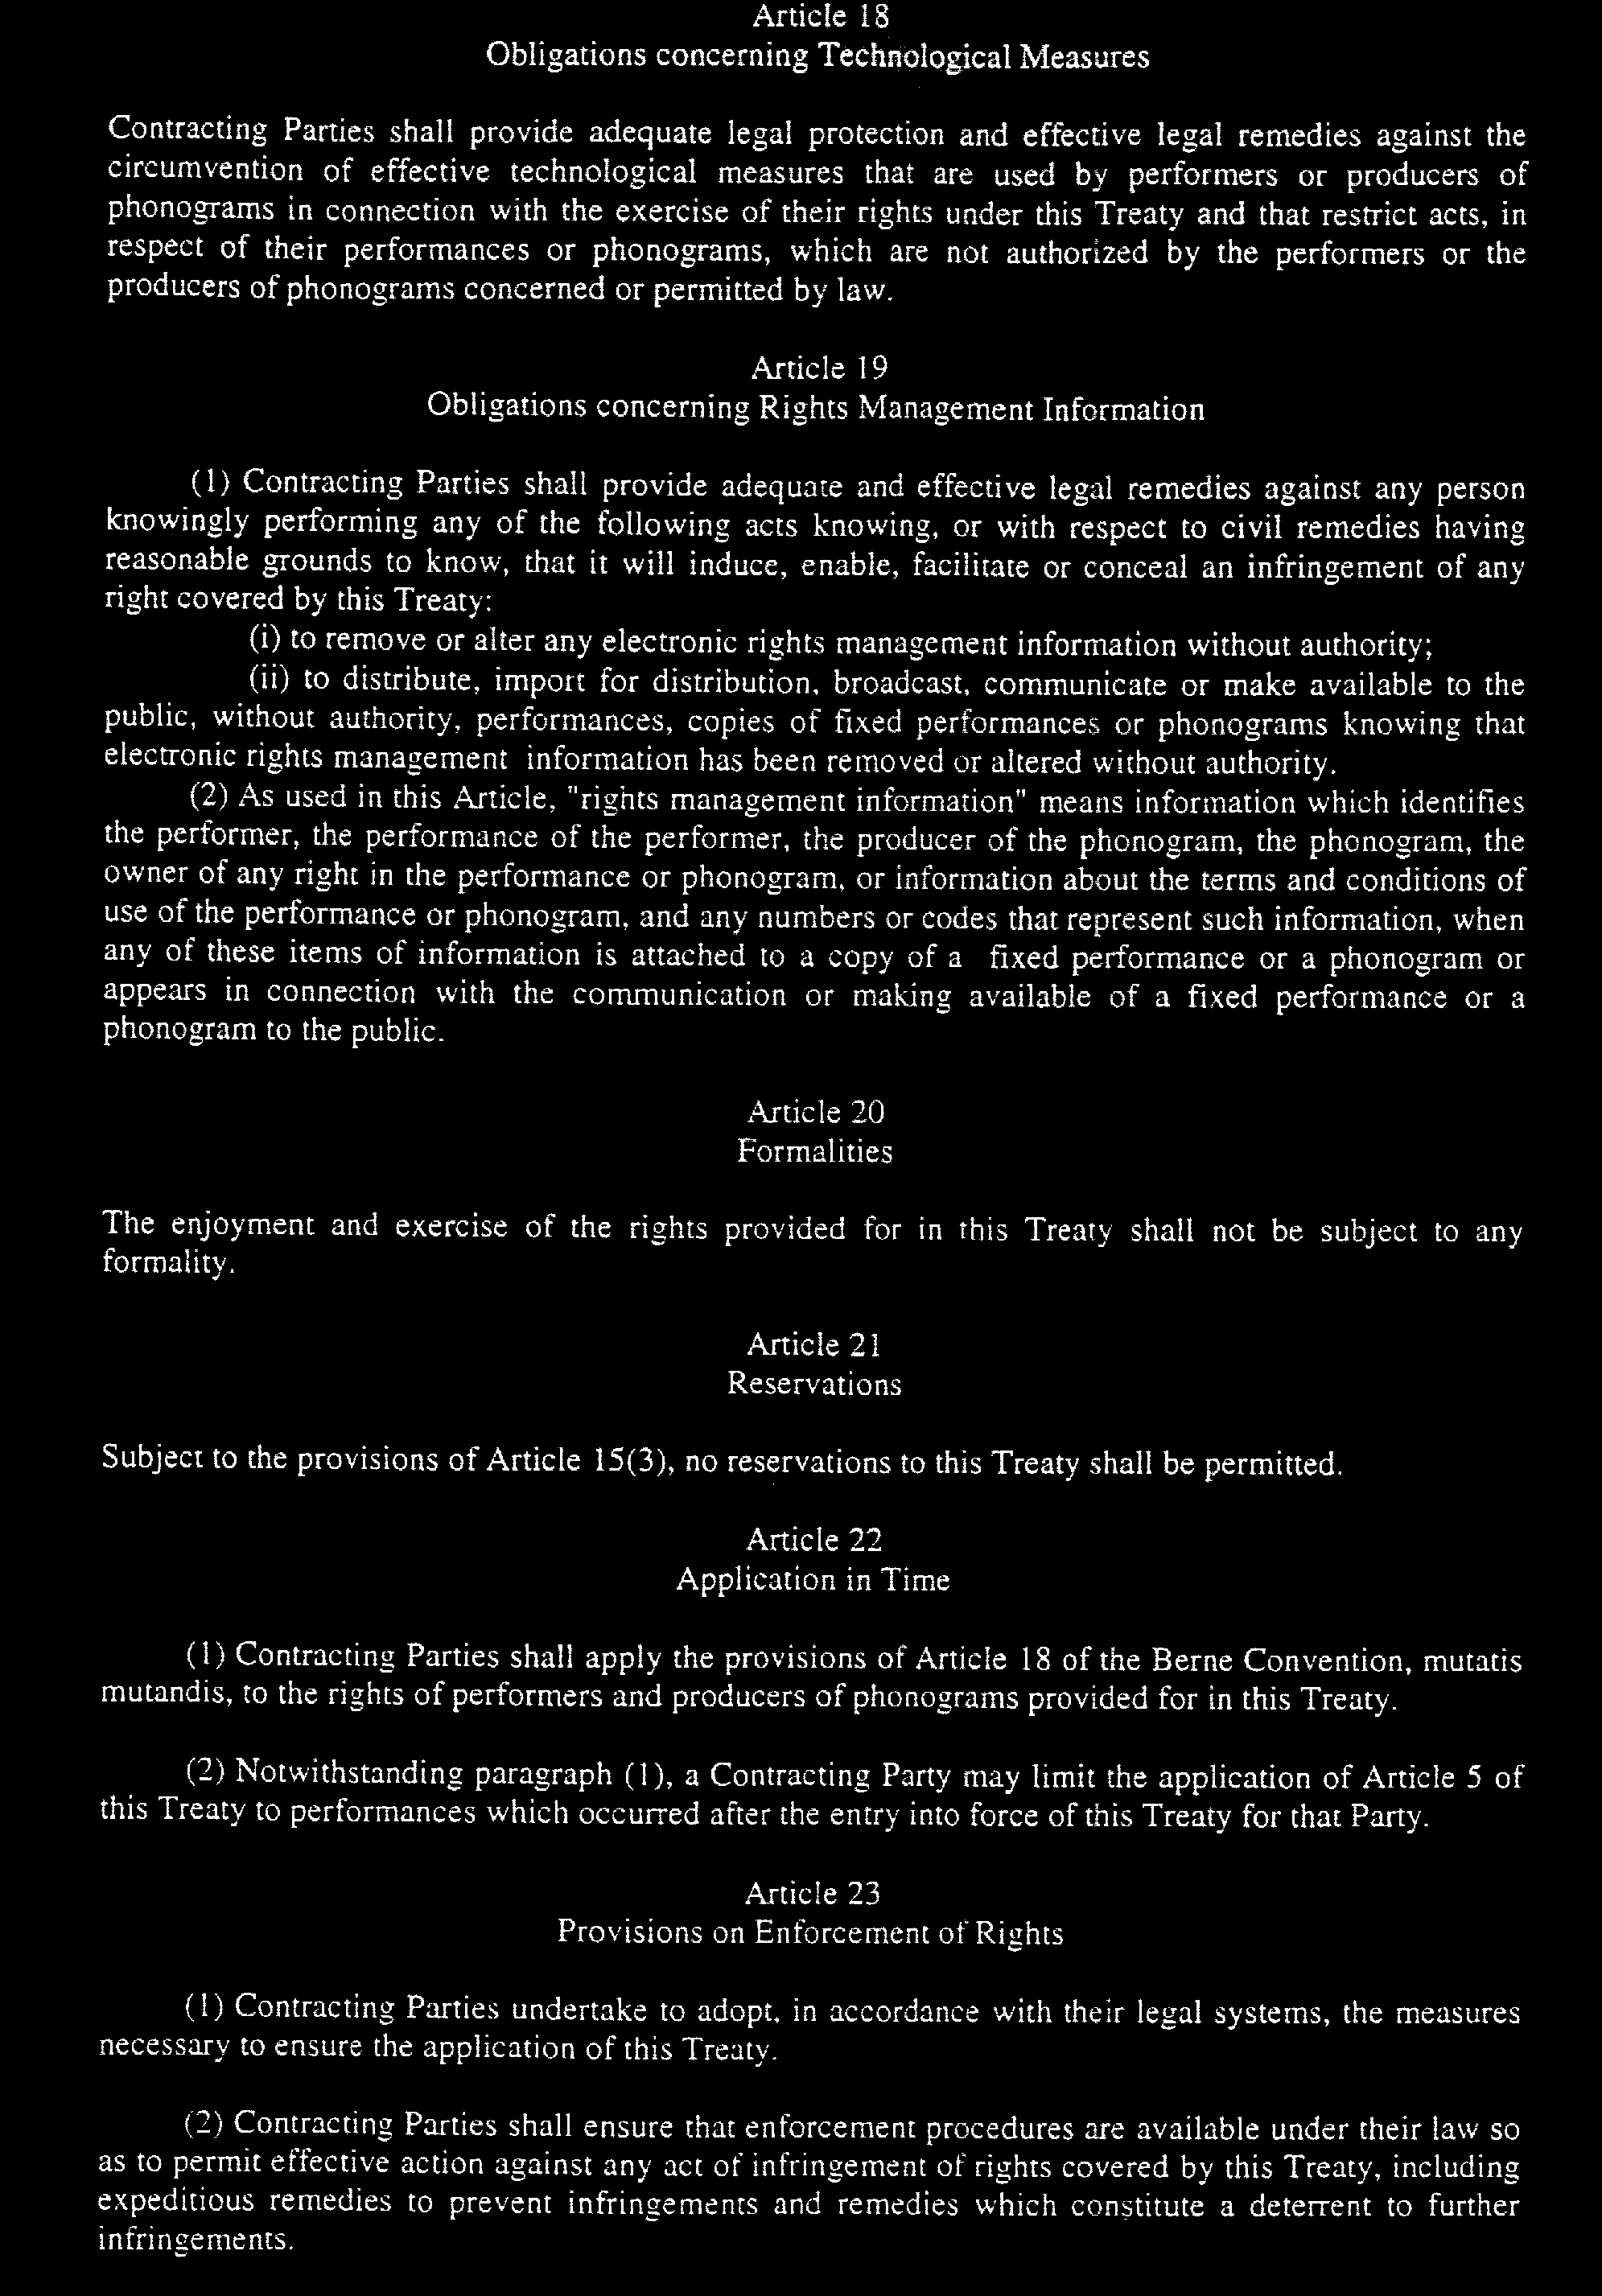 Article 18
Obligations concerning Technological Measures
Contracting Parties shall provide adequate legal protection and effective legal remedies against the
circumvention of effective technological measures that are used by performers or producers of
phonograms in connection with the exercise of their rights under this Treaty and that restrict acts, in
respect of their performances or phonograms, which are not authorized by the performers or the
producers of phonograms concerned or permitted by law.
Article 19
Obligations concerning Rights Management Information
(1) Contracting Parties shall provide adequate and effective legal remedies against any person
knowingly performing any of the following acts knowing, or with respect to civil remedies having
reasonable grounds to know, that it will induce, enable, facilitate or conceal an infringement of any
right covered by this Treaty:
(i) to remove or alter any electronic rights management information without authority;
(ii) to distribute, import for distribution, broadcast, communicate or make available to the
public, without authority, performances, copies of fixed performances or phonograms knowing that
electronic rights management information has been removed or altered without authority.
(2) As used in this Article, "rights management information" means information which identifies
the performer, the performance of the performer, the producer of the phonogram, the phonogram, the
owner of any right in the performance or phonogram, or information about the terms and conditions of
use of the performance or phonogram, and any numbers or codes that represent such information, when
any of these items of information is attached to a copy of a fixed performance or a phonogram or
appears in connection with the communication or making available of a fixed performance or a
phonogram to the public.
Article 20
Formalities
The enjoyment and exercise of the rights provided for in this Treaty shall not be subject to any
formality.
Article 21
Reservations
Subject to the provisions of Article 15(3), no reservations to this Treaty shall be permitted.
Article 22
Application in Time
(1) Contracting Parties shall apply the provisions of Article 18 of the Berne Convention, mutatis
mutandis, to the rights of performers and producers of phonograms provided for in this Treaty.
(2) Notwithstanding paragraph (1), a Contracting Party may limit the application of Article 5 of
this Treaty to performances which occurred after the entry into force of this Treaty for that Party.
Article 23
Provisions on Enforcement of Rights
(1) Contracting Parties undertake to adopt, in accordance with their legal systems, the measures
necessary to ensure the application of this Treaty.
(2) Contracting Parties shall ensure that enforcement procedures are available under their law so
as to permit effective action against any act of infringement of rights covered by this Treaty, including
expeditious remedies to prevent infringements and remedies which constitute a deterrent to further
infringements.